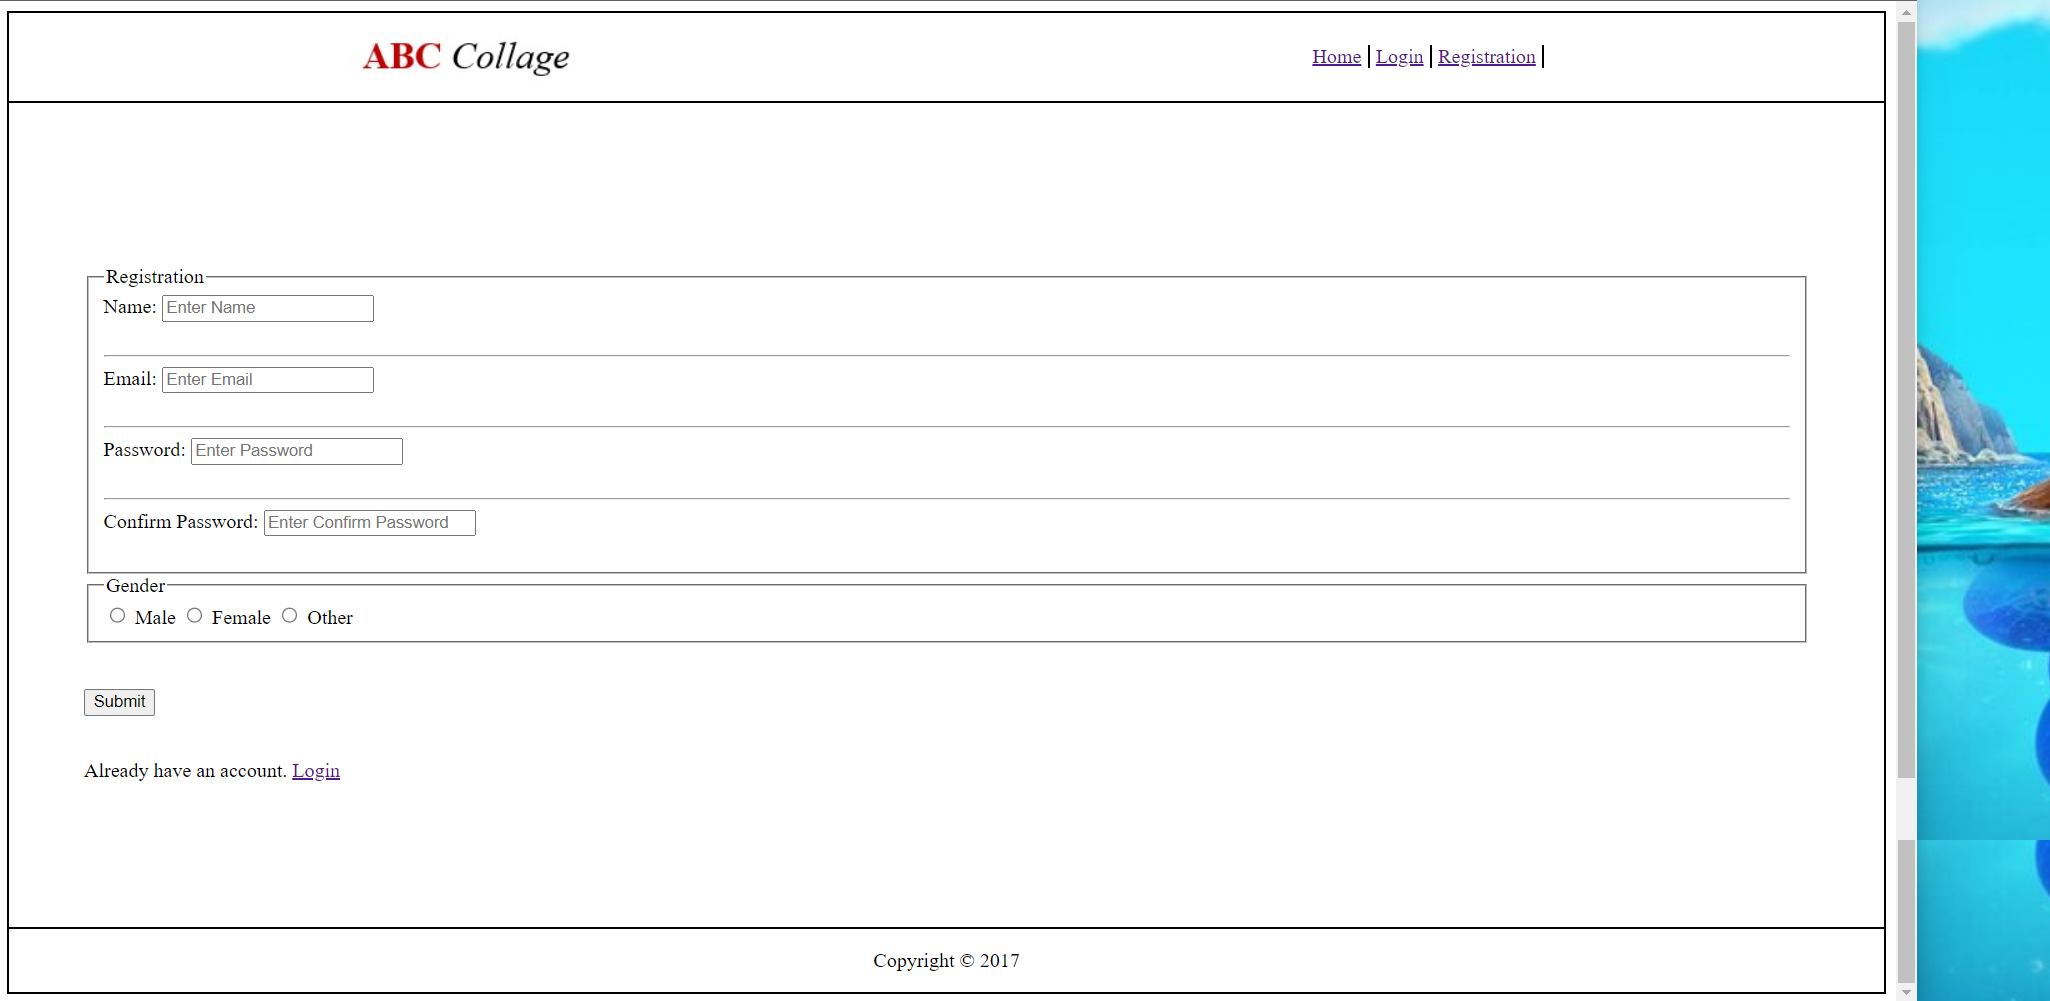 ABC Collage
Home | Login | Registration |
Registration
Name: Enter Name
Email: Enter Email
Password: Enter Password
Confirm Password: Enter Confirm Password
Gender
Male Female Other
Submit
Already have an account. Login
Copyright © 2017